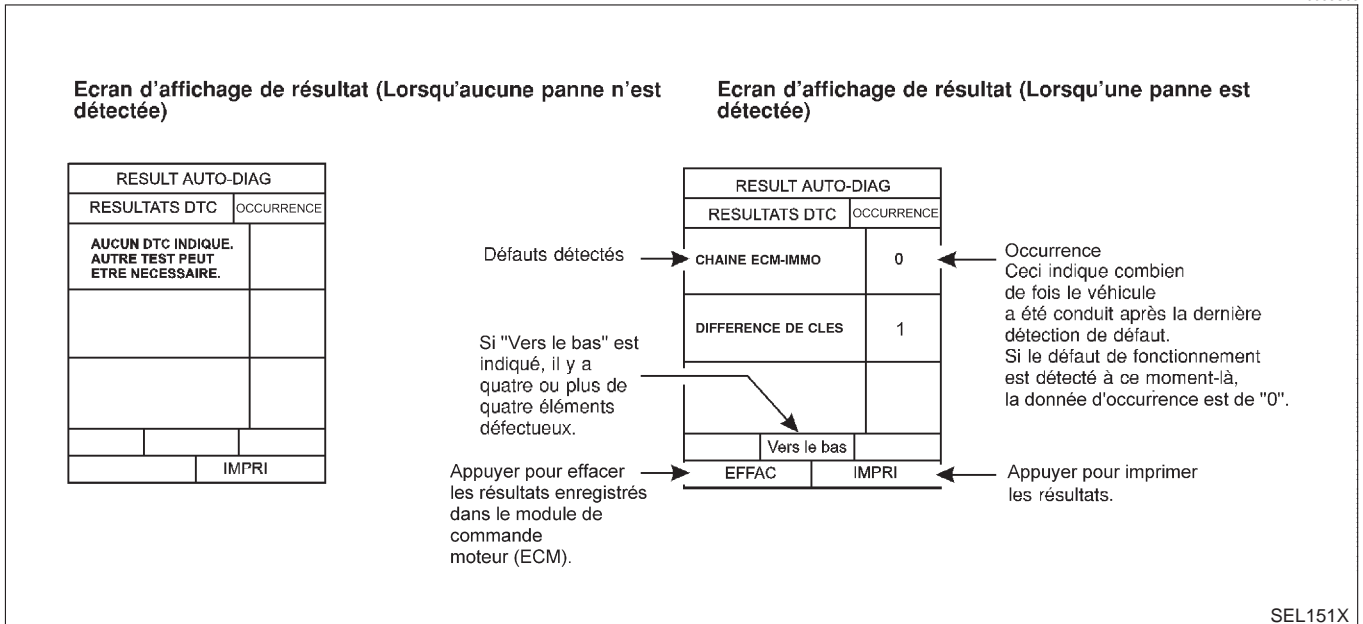 Ecran d'affichage de résultat (Lorsqu'aucune panne n'est
détectée)
RESULT AUTO-DIAG
RESULTATS DTC OCCURRENCE
AUCUN DTC INDIQUE.
AUTRE TEST PEUT
ETRE NECESSAIRE.
IMPRI
Ecran d'affichage de résultat (Lorsqu'une panne est
détectée)
RESULT AUTO-DIAG
RESULTATS DTC OCCURRENCE
Défauts détectés
CHAINE ECM-IMMO 0
DIFFERENCE DE CLES 1
Occurrence
Ceci indique combien
de fois le véhicule
a été conduit après la dernière
détection de défaut.
Si le défaut de fonctionnement
est détecté à ce moment-là,
la donnée d'occurrence est de "0".
Si "Vers le bas" est
indiqué, il y a
quatre ou plus de
quatre éléments
défectueux.
Vers le bas
EFFAC IMPRI
Appuyer pour effacer
les résultats enregistrés
dans le module de
commande
moteur (ECM).
Appuyer pour imprimer
les résultats.
SEL151X